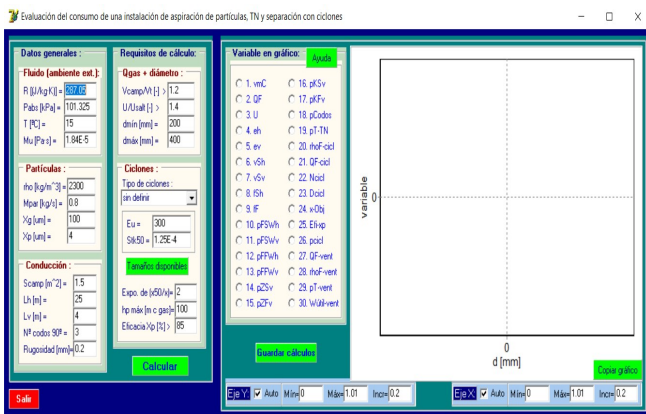 Evaluación del consumo de una instalación de aspiración de partículas, TN y separación con ciclones
Datos generales :
Fluido (ambiente ext.):
R [(J/kg·K)] = 287.05
Pabs [kPa] = 101.325
T [ºC] = 15
Mu [Pa·s] = 1.84E-5
Partículas :
rho [kg/m^3] = 2300
Mpar [kg/s] = 0.8
Xg [um] = 100
Xp [um] = 4
Conducción :
Scamp [m^2] = 1.5
Lh [m] = 25
Lv [m] = 4
Nº codos 90º = 3
Rugosidad [mm]= 0.2
Salir
Requisitos de cálculo:
Qgas + diámetro :
Vcamp/Vt [-] > 1.2
U/Usalt [-] > 1.4
dmín [mm] = 200
dmáx [mm] = 400
Ciclones :
Tipo de ciclones :
sin definir
Eu = 300
Stk50 = 1.25E-4
Tamaños disponibles
Expo. de (x50/x)= 2
hp máx [m c gas]= 100
Eficacia Xp [%] > 85
Calcular
Variable en gráfico:
Ayuda
1. vmC
2. QF
3. U
4. eh
5. ev
6. vSh
7. vSv
8. fSh
9. fF
10. pFSWh
11. pFSWv
12. pFFWh
13. pFFWv
14. pZSv
15. pZFv
16. pKSv
17. pKFv
18. pCodos
19. pT-TN
20. rhoF-cicl
21. QF-cicl
22. Ncicl
23. Dcicl
24. x-Obj
25. Efi-xp
26. pcicl
27. QF-vent
28. rhoF-vent
29. pT-vent
30. Wútil-vent
Guardar cálculos
variable
0
0
d [mm]
Copiar gráfico
Eje Y: Auto Mín= 0 Máx= 1.01 Incr= 0.2
Eje X: Auto Mín= 0 Máx= 1.01 Incr= 0.2